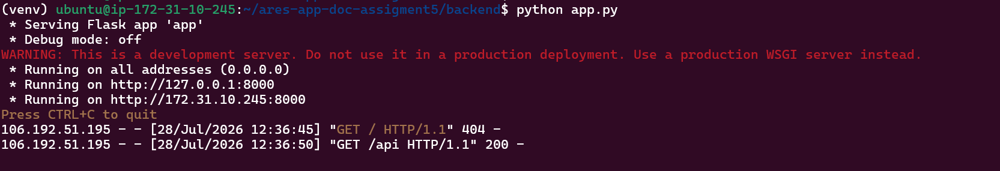 (venv) ubuntu@ip-172-31-10-245:~/ares-app-doc-assigment5/backend$ python app.py
 * Serving Flask app 'app'
 * Debug mode: off
WARNING: This is a development server. Do not use it in a production deployment. Use a production WSGI server instead.
 * Running on all addresses (0.0.0.0)
 * Running on http://127.0.0.1:8000
 * Running on http://172.31.10.245:8000
Press CTRL+C to quit
106.192.51.195 - - [28/Jul/2026 12:36:45] "GET / HTTP/1.1" 404 -
106.192.51.195 - - [28/Jul/2026 12:36:50] "GET /api HTTP/1.1" 200 -